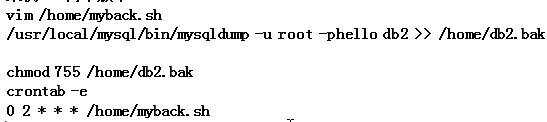 vim /home/myback.sh
/usr/local/mysql/bin/mysqldump -u root -phello db2 >> /home/db2.bak
chmod 755 /home/db2.bak
crontab -e
0 2 * * * /home/myback.sh